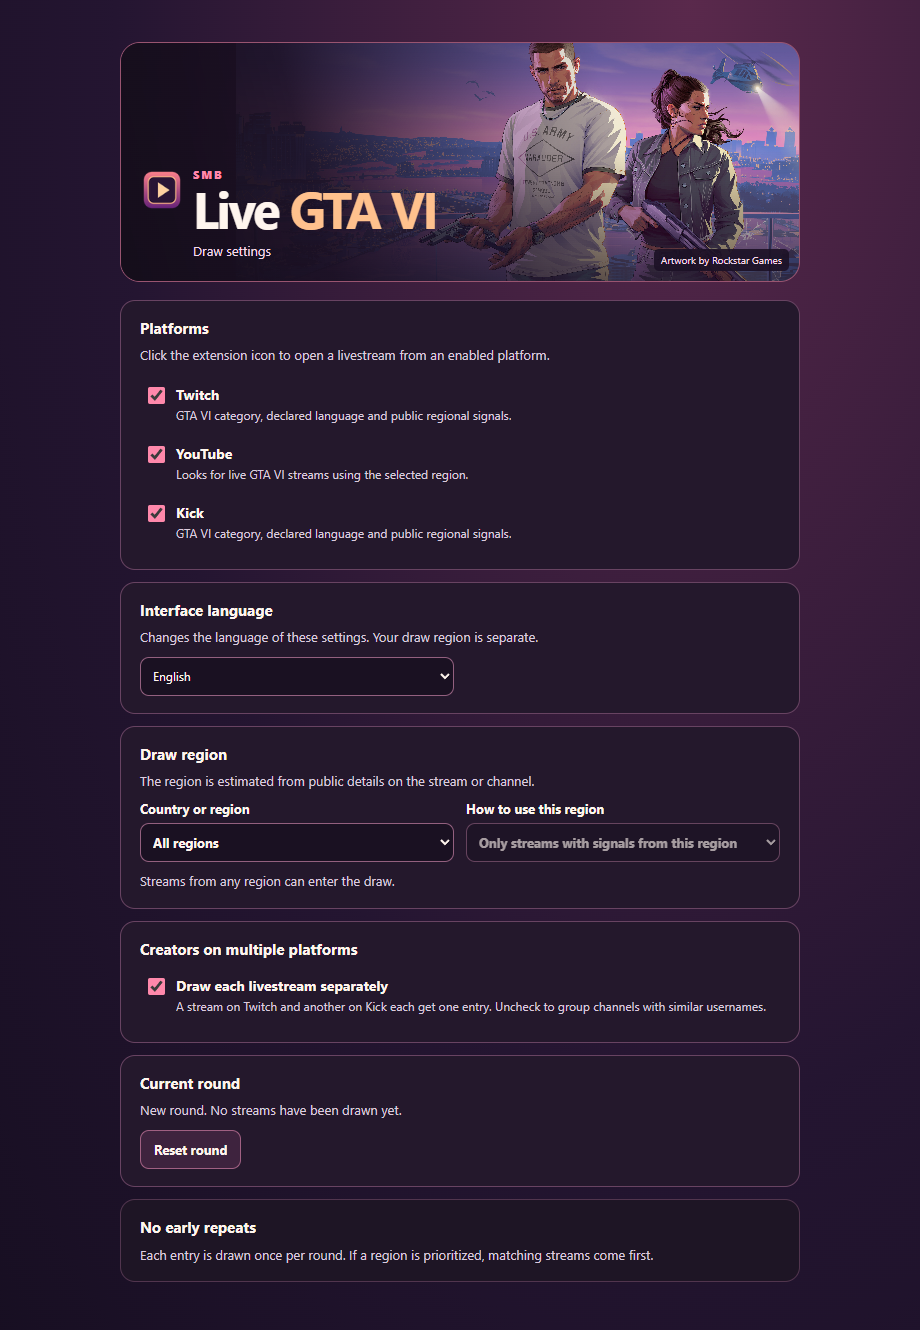 SMB
Live GTA VI
Draw settings
U.S. ARMY
MARAUDER
Artwork by Rockstar Games
Platforms
Click the extension icon to open a livestream from an enabled platform.
Twitch
GTA VI category, declared language and public regional signals.
YouTube
Looks for live GTA VI streams using the selected region.
Kick
GTA VI category, declared language and public regional signals.
Interface language
Changes the language of these settings. Your draw region is separate.
English
Draw region
The region is estimated from public details on the stream or channel.
Country or region
How to use this region
All regions
Only streams with signals from this region
Streams from any region can enter the draw.
Creators on multiple platforms
Draw each livestream separately
A stream on Twitch and another on Kick each get one entry. Uncheck to group channels with similar usernames.
Current round
New round. No streams have been drawn yet.
Reset round
No early repeats
Each entry is drawn once per round. If a region is prioritized, matching streams come first.